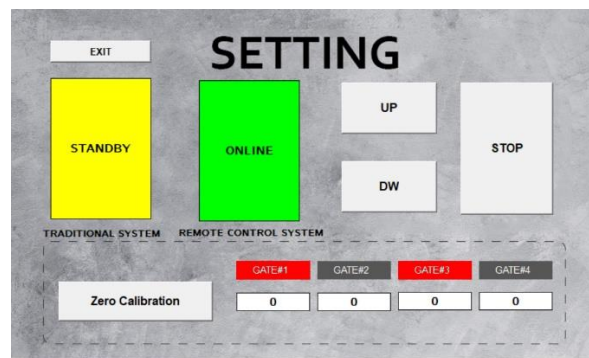 EXIT
SETTING
STANDBY
ONLINE
UP
DW
STOP
TRADITIONAL SYSTEM
REMOTE CONTROL SYSTEM
GATE#1 GATE#2 GATE#3 GATE#4
Zero Calibration
0 0 0 0